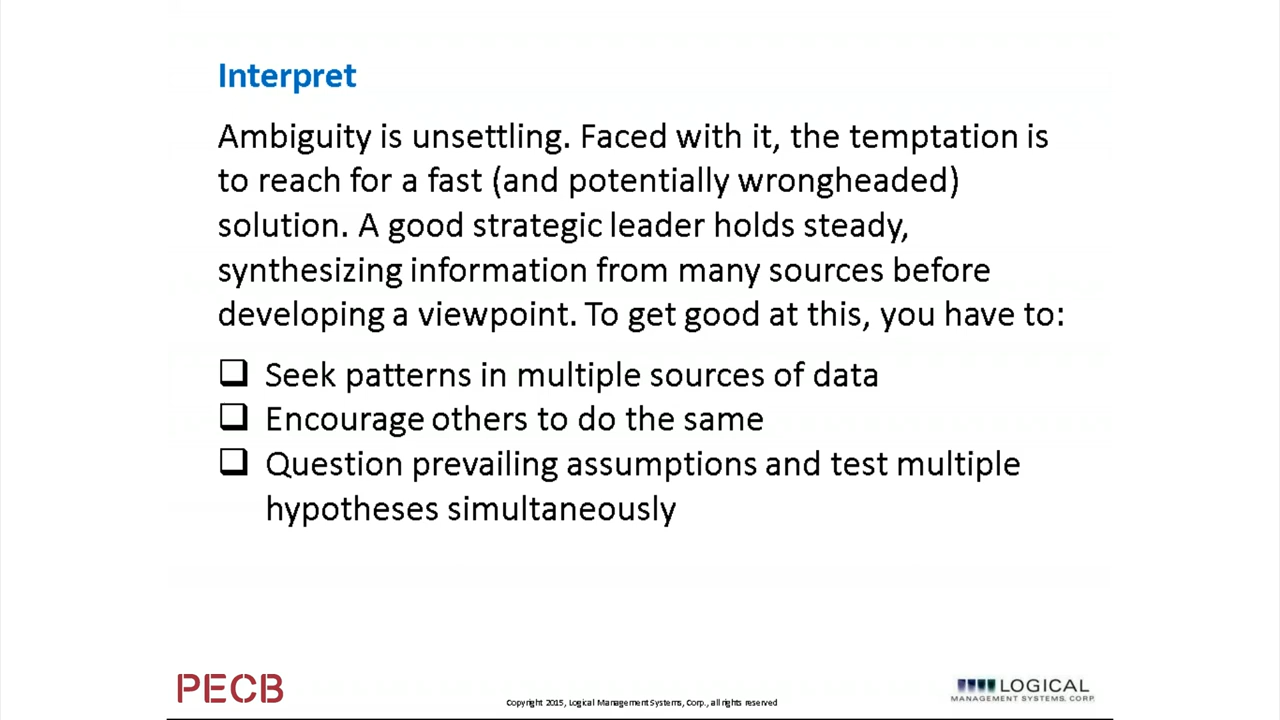 Interpret
Ambiguity is unsettling. Faced with it, the temptation is
to reach for a fast (and potentially wrongheaded)
solution. A good strategic leader holds steady,
synthesizing information from many sources before
developing a viewpoint. To get good at this, you have to:
Seek patterns in multiple sources of data
Encourage others to do the same
Question prevailing assumptions and test multiple
hypotheses simultaneously
PECB
Copyright 2015, Logical Management Systems, Corp., all rights reserved
LOGICAL
MANAGEMENT SYSTEMS, CORP.